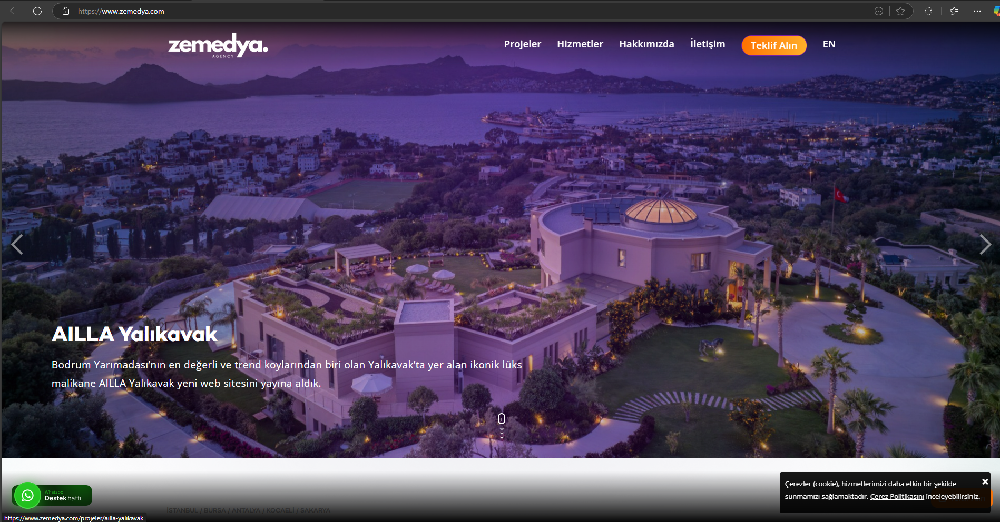 https://www.zemedya.com
zemedya.
AGENCY
Projeler
Hizmetler
Hakkımızda
İletişim
Teklif Alın
EN
AILLA Yalıkavak
Bodrum Yarımadası’nın en değerli ve trend koylarından biri olan Yalıkavak’ta yer alan ikonik lüks
malikane AILLA Yalıkavak yeni web sitesini yayına aldık.
Whatsapp
Destek hattı
İSTANBUL / BURSA / ANTALYA / KOCAELİ / SAKARYA
Çerezler (cookie), hizmetlerimizi daha etkin bir şekilde
sunmamızı sağlamaktadır. Çerez Politikasını inceleyebilirsiniz.
https://www.zemedya.com/projeler/ailla-yalikavak